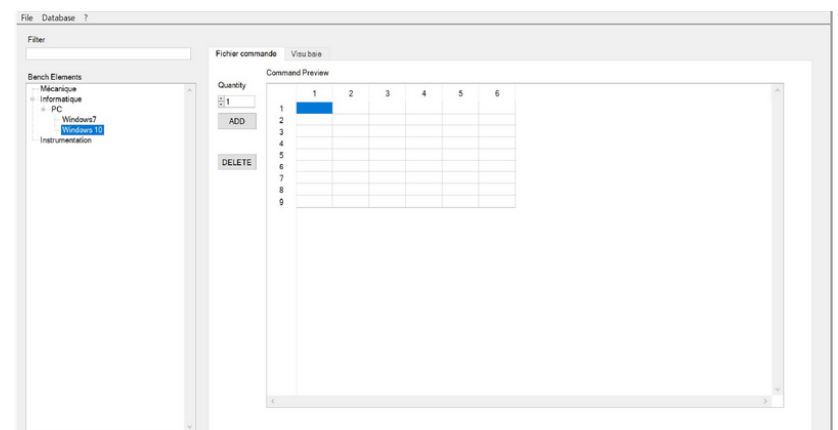 File Database ?
Filter
Fichier commande Visu baie
Bench Elements
Mécanique
Informatique
PC
Windows7
Windows 10
Instrumentation
Quantity
1
ADD
DELETE
Command Preview
1 2 3 4 5 6
1
2
3
4
5
6
7
8
9